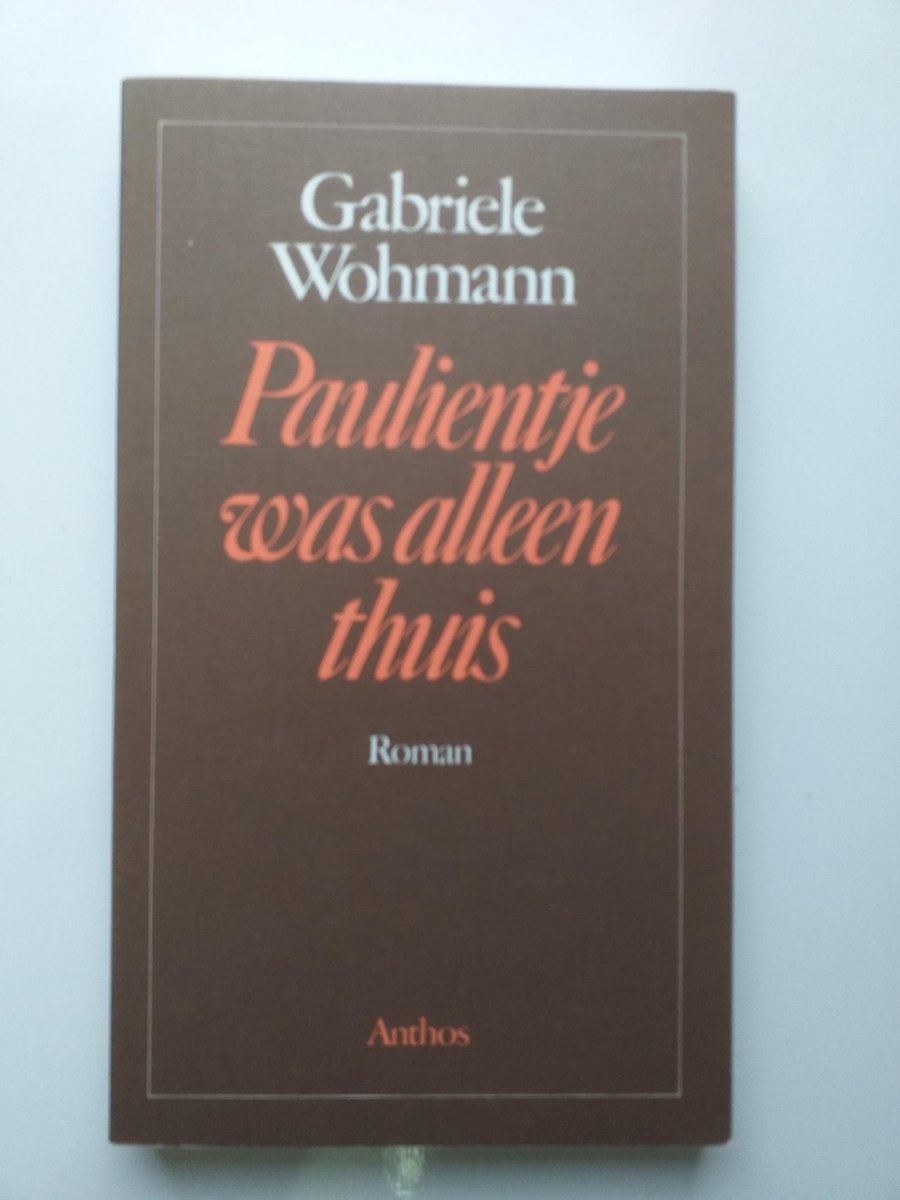 Gabriele
Wohmann
Paulientje
was alleen
thuis
Roman
Anthos